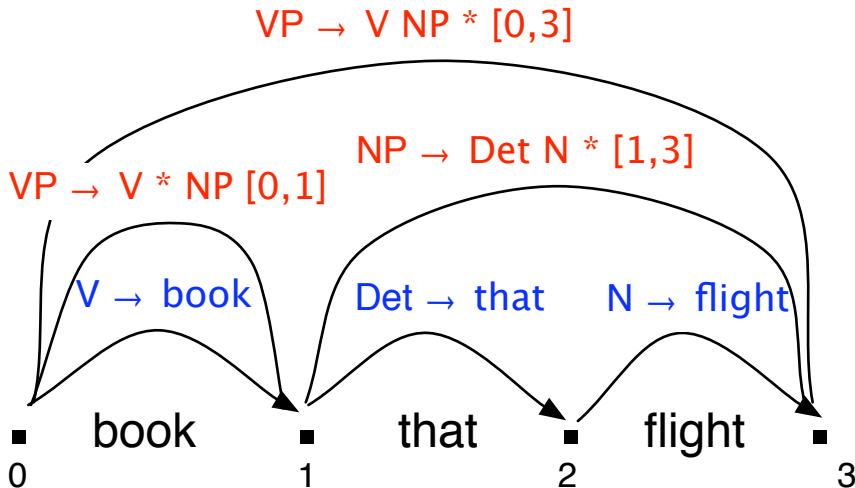 VP → V NP * [0,3]
NP → Det N * [1,3]
VP → V * NP [0,1]
V → book
Det → that
N → flight
book that flight
0 1 2 3